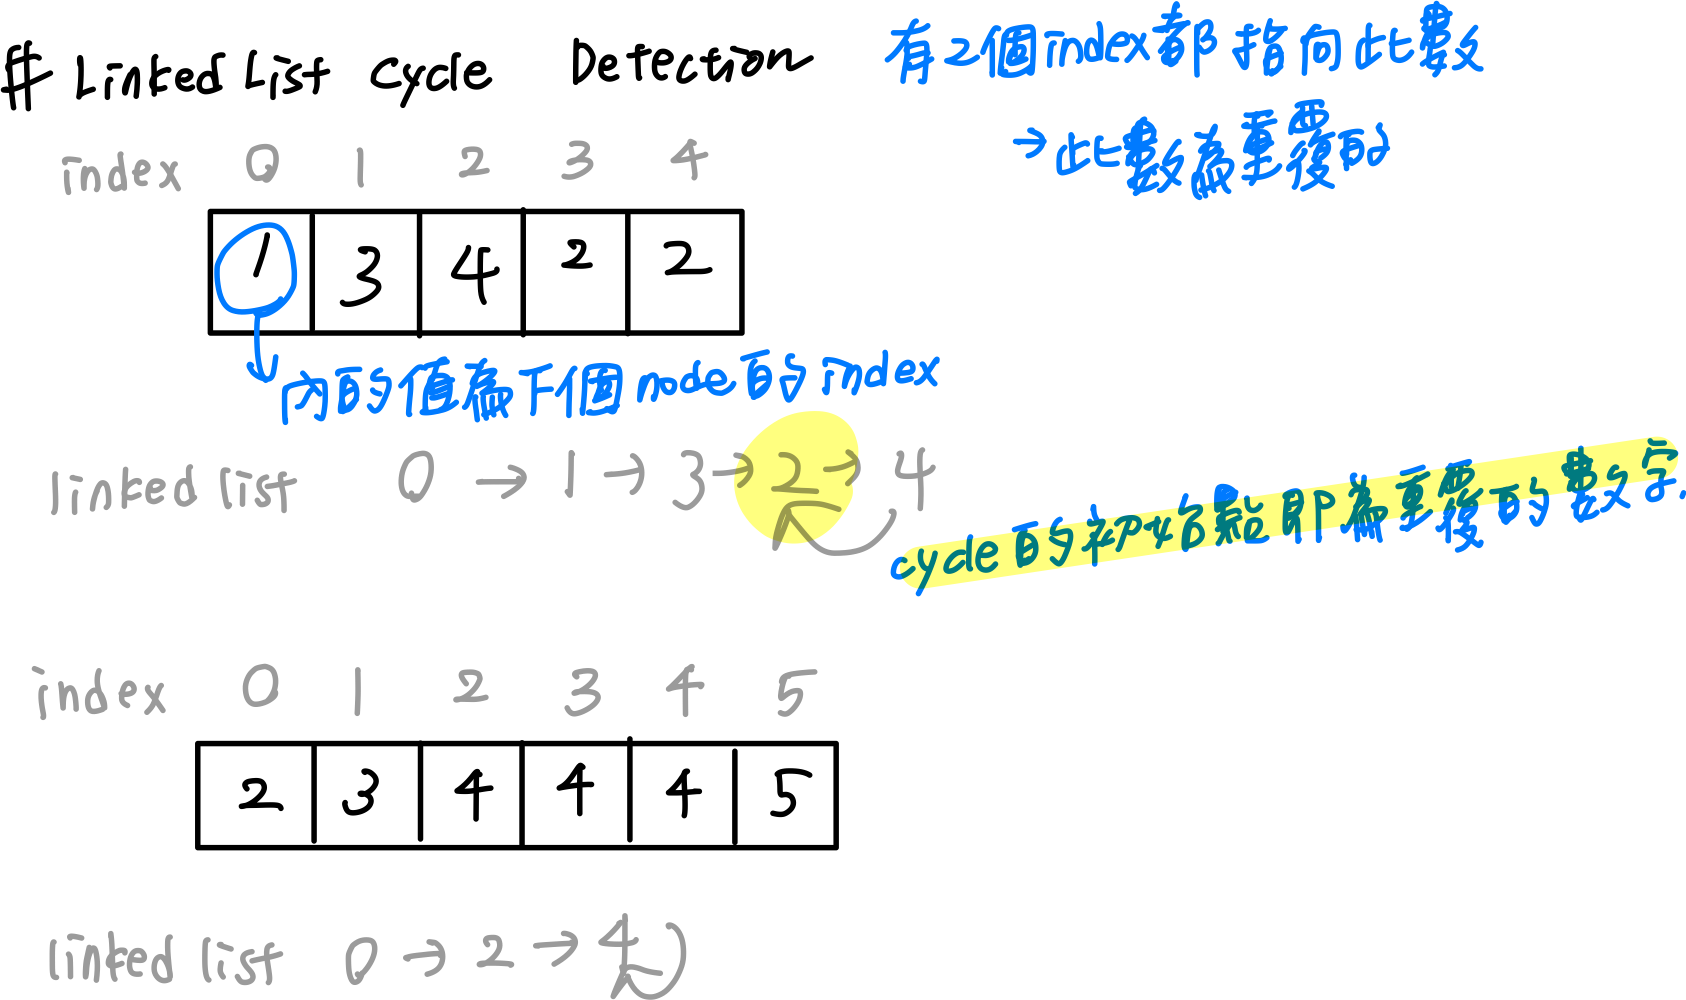 # Linked List Cycle Detection
有2個index都指向此數
→此數為重複的
index 0 1 2 3 4
1 3 4 2 2
內的值為下個node的index
linked list 0 → 1 → 3 → 2 → 4
cycle的初始點即為重複的數字.
index 0 1 2 3 4 5
2 3 4 4 4 5
linked list 0 → 2 → 4